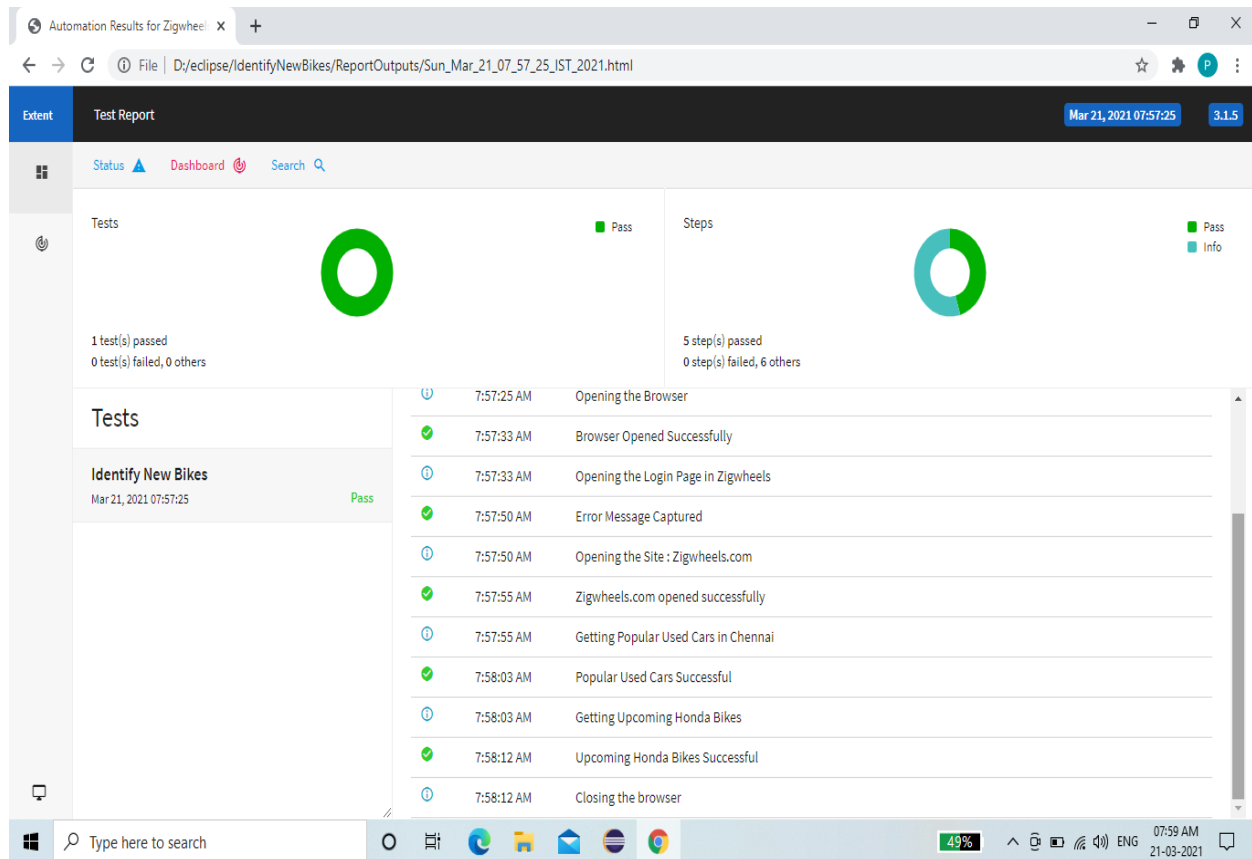 Automation Results for Zigwheel
File | D:/eclipse/IdentifyNewBikes/ReportOutputs/Sun_Mar_21_07_57_25_IST_2021.html
P
Extent Test Report Mar 21, 2021 07:57:25 3.1.5
Status Dashboard Search
Tests
Pass
1 test(s) passed
0 test(s) failed, 0 others
Steps
Pass
Info
5 step(s) passed
0 step(s) failed, 6 others
Tests
Identify New Bikes
Mar 21, 2021 07:57:25 Pass
7:57:25 AM Opening the Browser
7:57:33 AM Browser Opened Successfully
7:57:33 AM Opening the Login Page in Zigwheels
7:57:50 AM Error Message Captured
7:57:50 AM Opening the Site : Zigwheels.com
7:57:55 AM Zigwheels.com opened successfully
7:57:55 AM Getting Popular Used Cars in Chennai
7:58:03 AM Popular Used Cars Successful
7:58:03 AM Getting Upcoming Honda Bikes
7:58:12 AM Upcoming Honda Bikes Successful
7:58:12 AM Closing the browser
Type here to search
49%
ENG
07:59 AM
21-03-2021